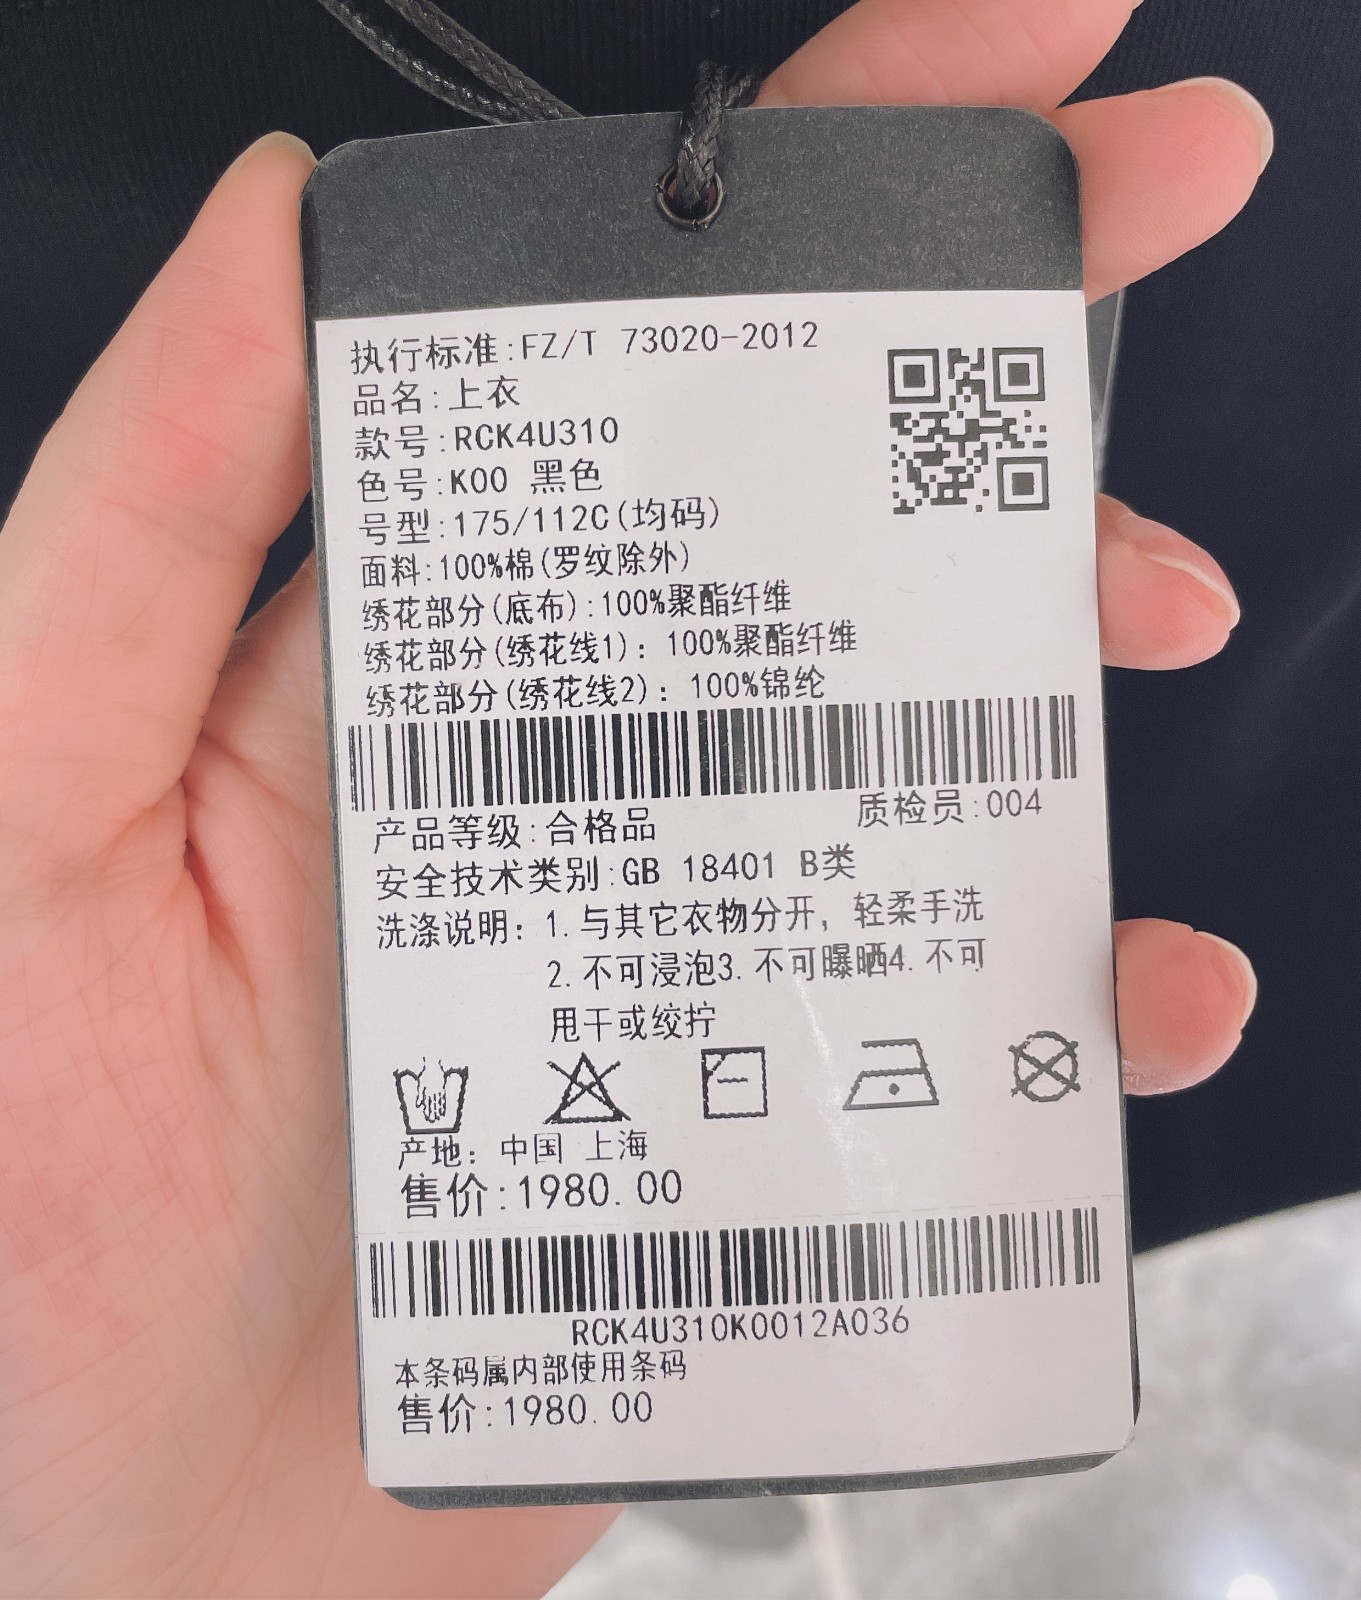 执行标准:FZ/T 73020-2012
品名:上衣
款号:RCK4U310
色号:K00 黑色
号型:175/112C(均码)
面料:100%棉(罗纹除外)
绣花部分(底布):100%聚酯纤维
绣花部分(绣花线1): 100%聚酯纤维
绣花部分(绣花线2): 100%锦纶
产品等级:合格品 质检员:004
安全技术类别:GB 18401 B类
洗涤说明: 1. 与其它衣物分开, 轻柔手洗
2. 不可浸泡3. 不可曝晒4. 不可
甩干或绞拧
产地: 中国 上海
售价:1980.00
RCK4U310K0012A036
本条码属内部使用条码
售价:1980.00